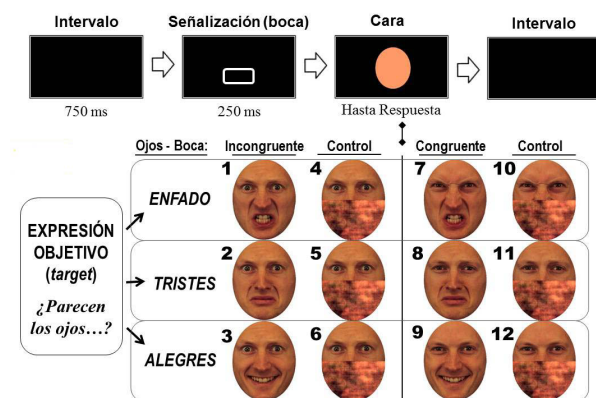 Intervalo
Señalización (boca)
Cara
Intervalo
750 ms
250 ms
Hasta Respuesta
Ojos - Boca:
Incongruente
Control
Congruente
Control
EXPRESIÓN
OBJETIVO
(target)
¿Parecen
los ojos…?
ENFADO
1
4
7
10
TRISTES
2
5
8
11
ALEGRES
3
6
9
12